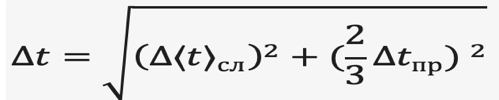 Δt = √((Δ⟨t⟩сл)² + (2/3 Δtпр)²)